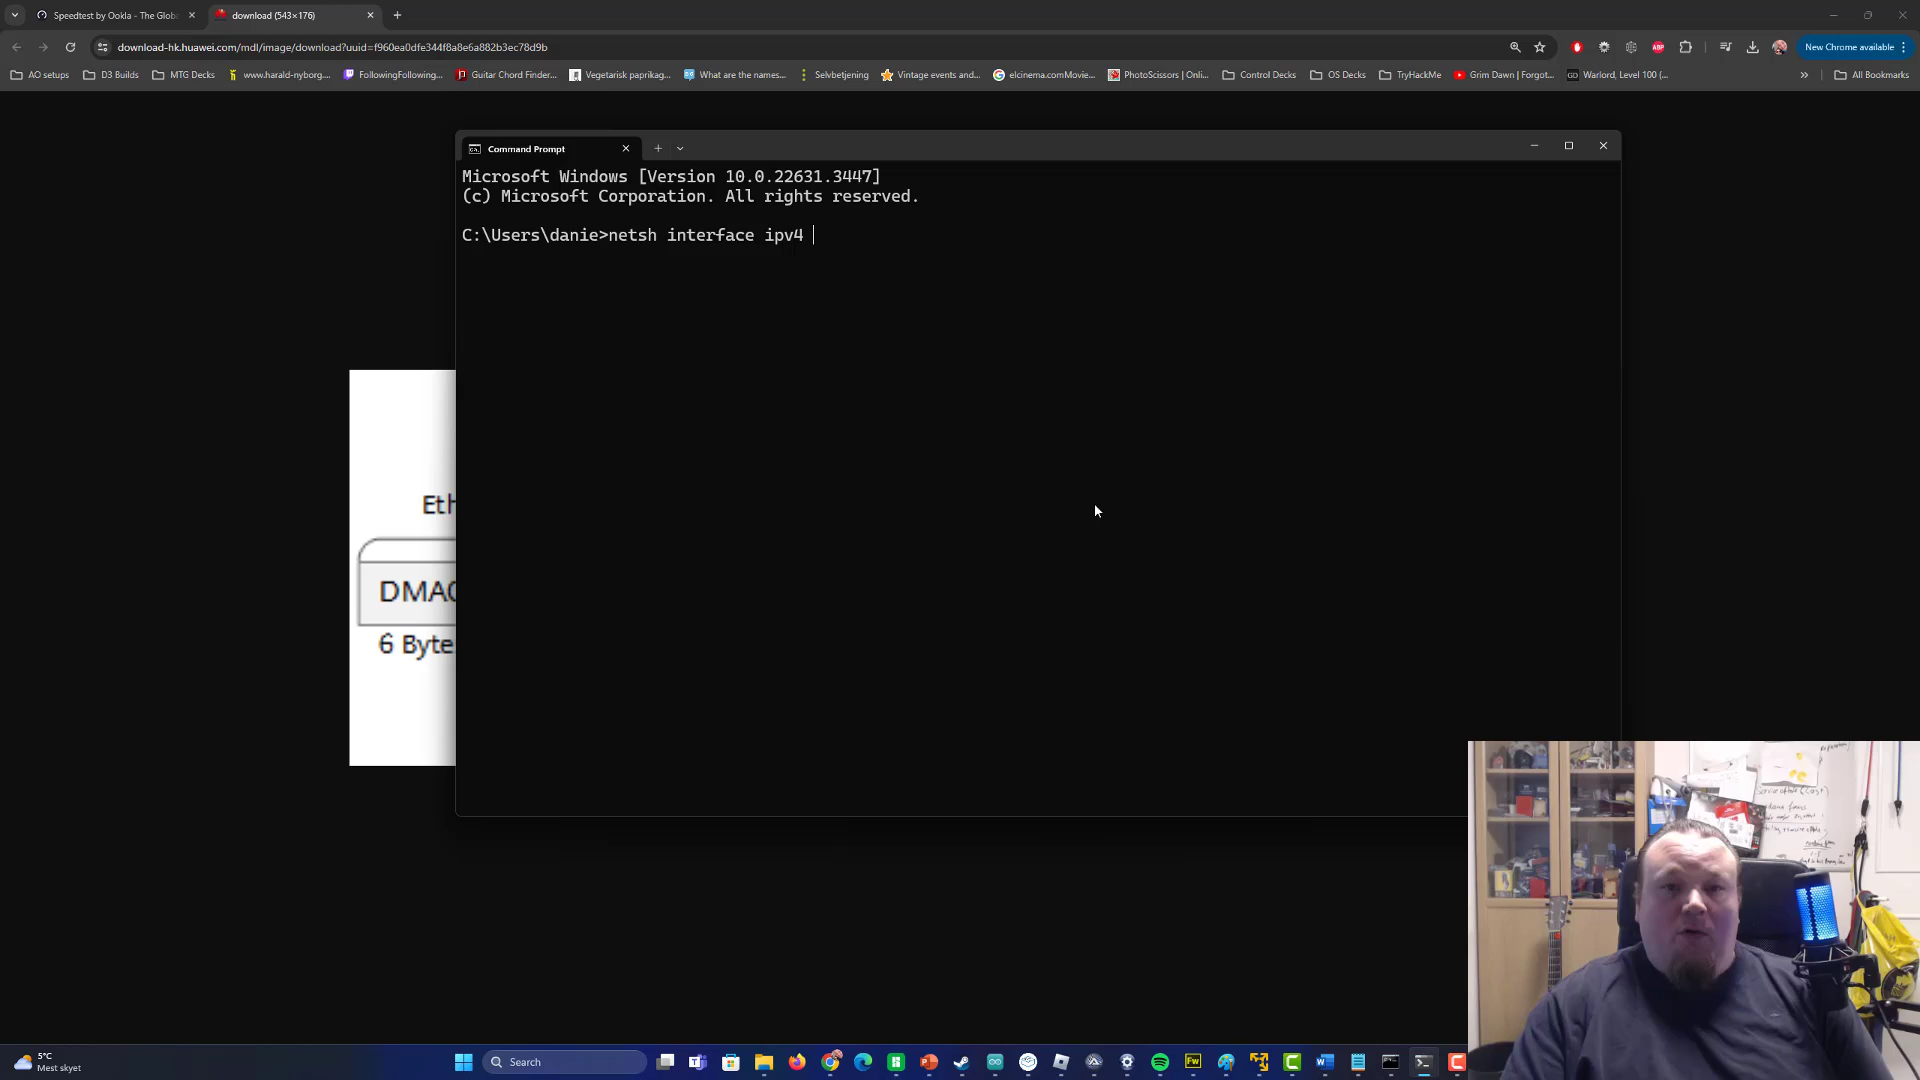 Speedtest by Ookla - The Glob
download (543×176)
download-hk.huawei.com/mdl/image/download?uuid=f960ea0dfe344f8a8e6a882b3ec78d9b
New Chrome available
AO setups
D3 Builds
MTG Decks
www.harald-nyborg....
FollowingFollowing...
Guitar Chord Finder...
Vegetarisk paprikag...
What are the names...
Selvbetjening
Vintage events and...
elcinema.comMovie...
PhotoScissors | Onli...
Control Decks
OS Decks
TryHackMe
Grim Dawn | Forgot...
Warlord, Level 100 (...
All Bookmarks
Command Prompt
Microsoft Windows [Version 10.0.22631.3447]
(c) Microsoft Corporation. All rights reserved.
C:\Users\danie>netsh interface ipv4
Eth
DMAC
6 Byte
5°C
Mest skyet
Search